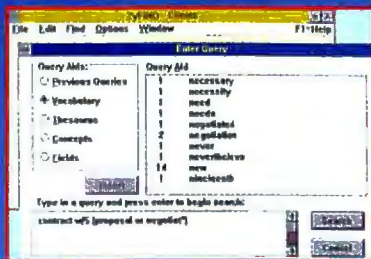 ZyFIND - Clients
File Edit Find Options Window F1=Help
Enter Query
Query Aids:
Previous Queries
Vocabulary
Thesaurus
Concepts
Fields
Query Aid
1 necessary
1 necessity
1 need
1 needs
1 negotiated
2 negotiation
1 never
1 nevertheless
14 new
1 nineteenth
Type in a query and press enter to begin search:
contract w/5 (proposal or negotiat*)
Search
Cancel